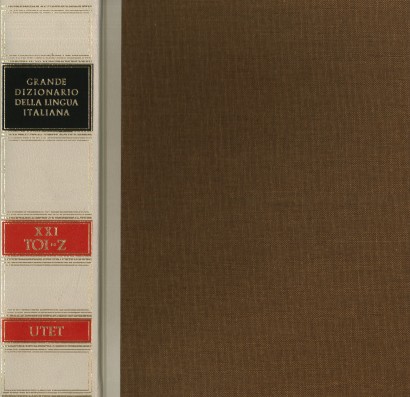 GRANDE
DIZIONARIO
DELLA LINGUA
ITALIANA
XXI
TOI-Z
UTET